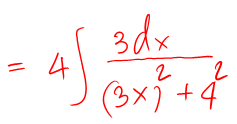 = 4∫ 3dx / (3x)² + 4²